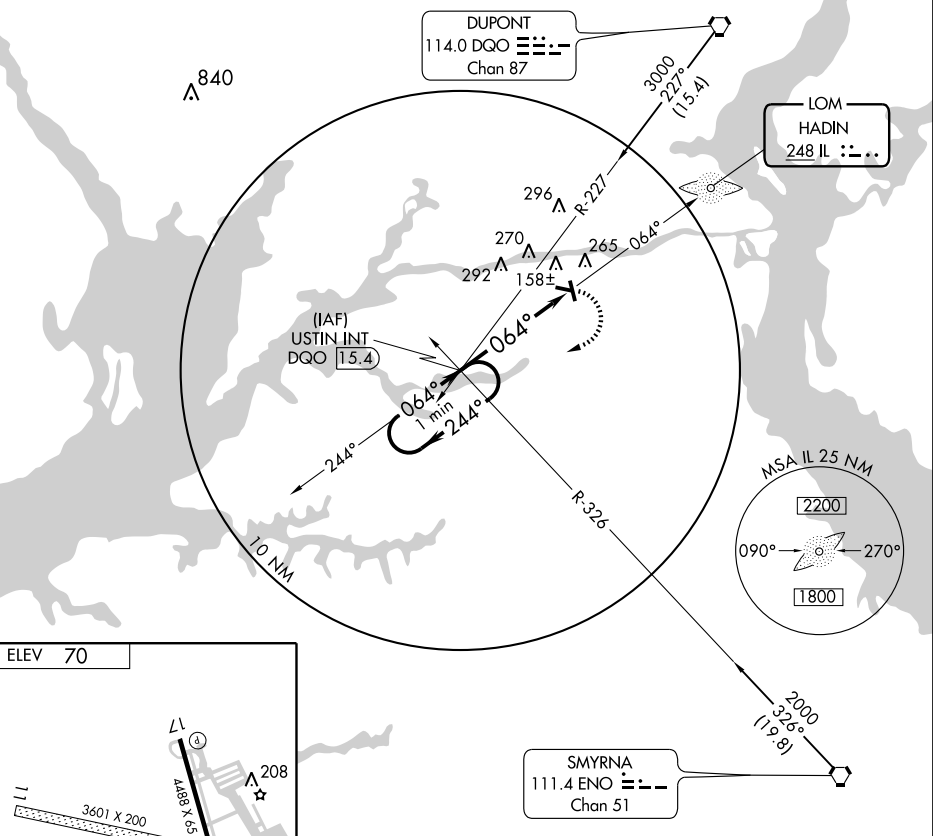 DUPONT
114.0 DQO
Chan 87
840
3000
227°
(15.4)
LOM
HADIN
248 IL
R-227
296
270
265
292
158±
064°
064°
(IAF)
USTIN INT
DQO 15.4
064°
1 min
244°
244°
R-326
10 NM
MSA IL 25 NM
2200
090°
270°
1800
2000
326°
(19.8)
SMYRNA
111.4 ENO
Chan 51
ELEV 70
17
P
208
4488 X 65
11
3601 X 200